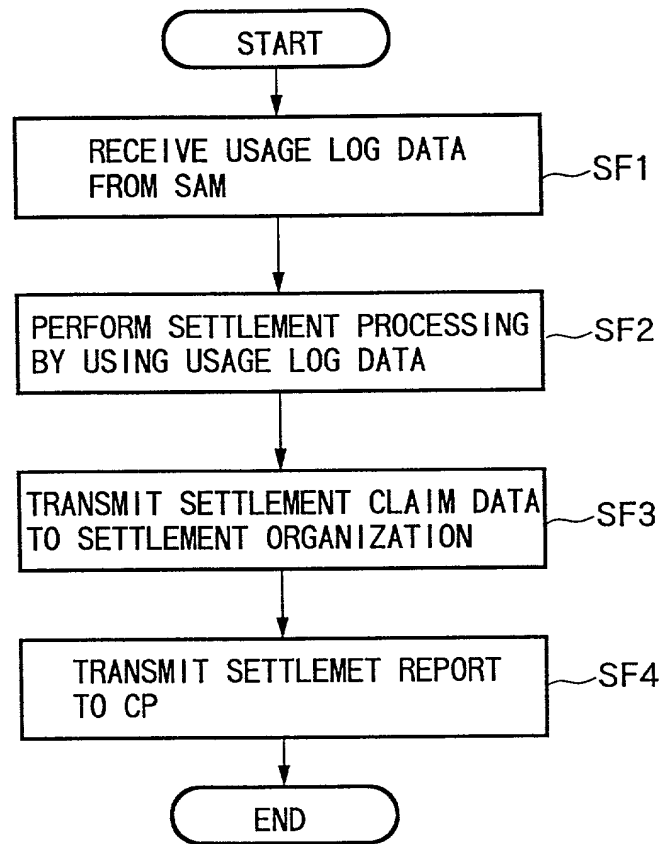 START
RECEIVE USAGE LOG DATA
FROM SAM
SF1
PERFORM SETTLEMENT PROCESSING
BY USING USAGE LOG DATA
SF2
TRANSMIT SETTLEMENT CLAIM DATA
TO SETTLEMENT ORGANIZATION
SF3
TRANSMIT SETTLEMET REPORT
TO CP
SF4
END